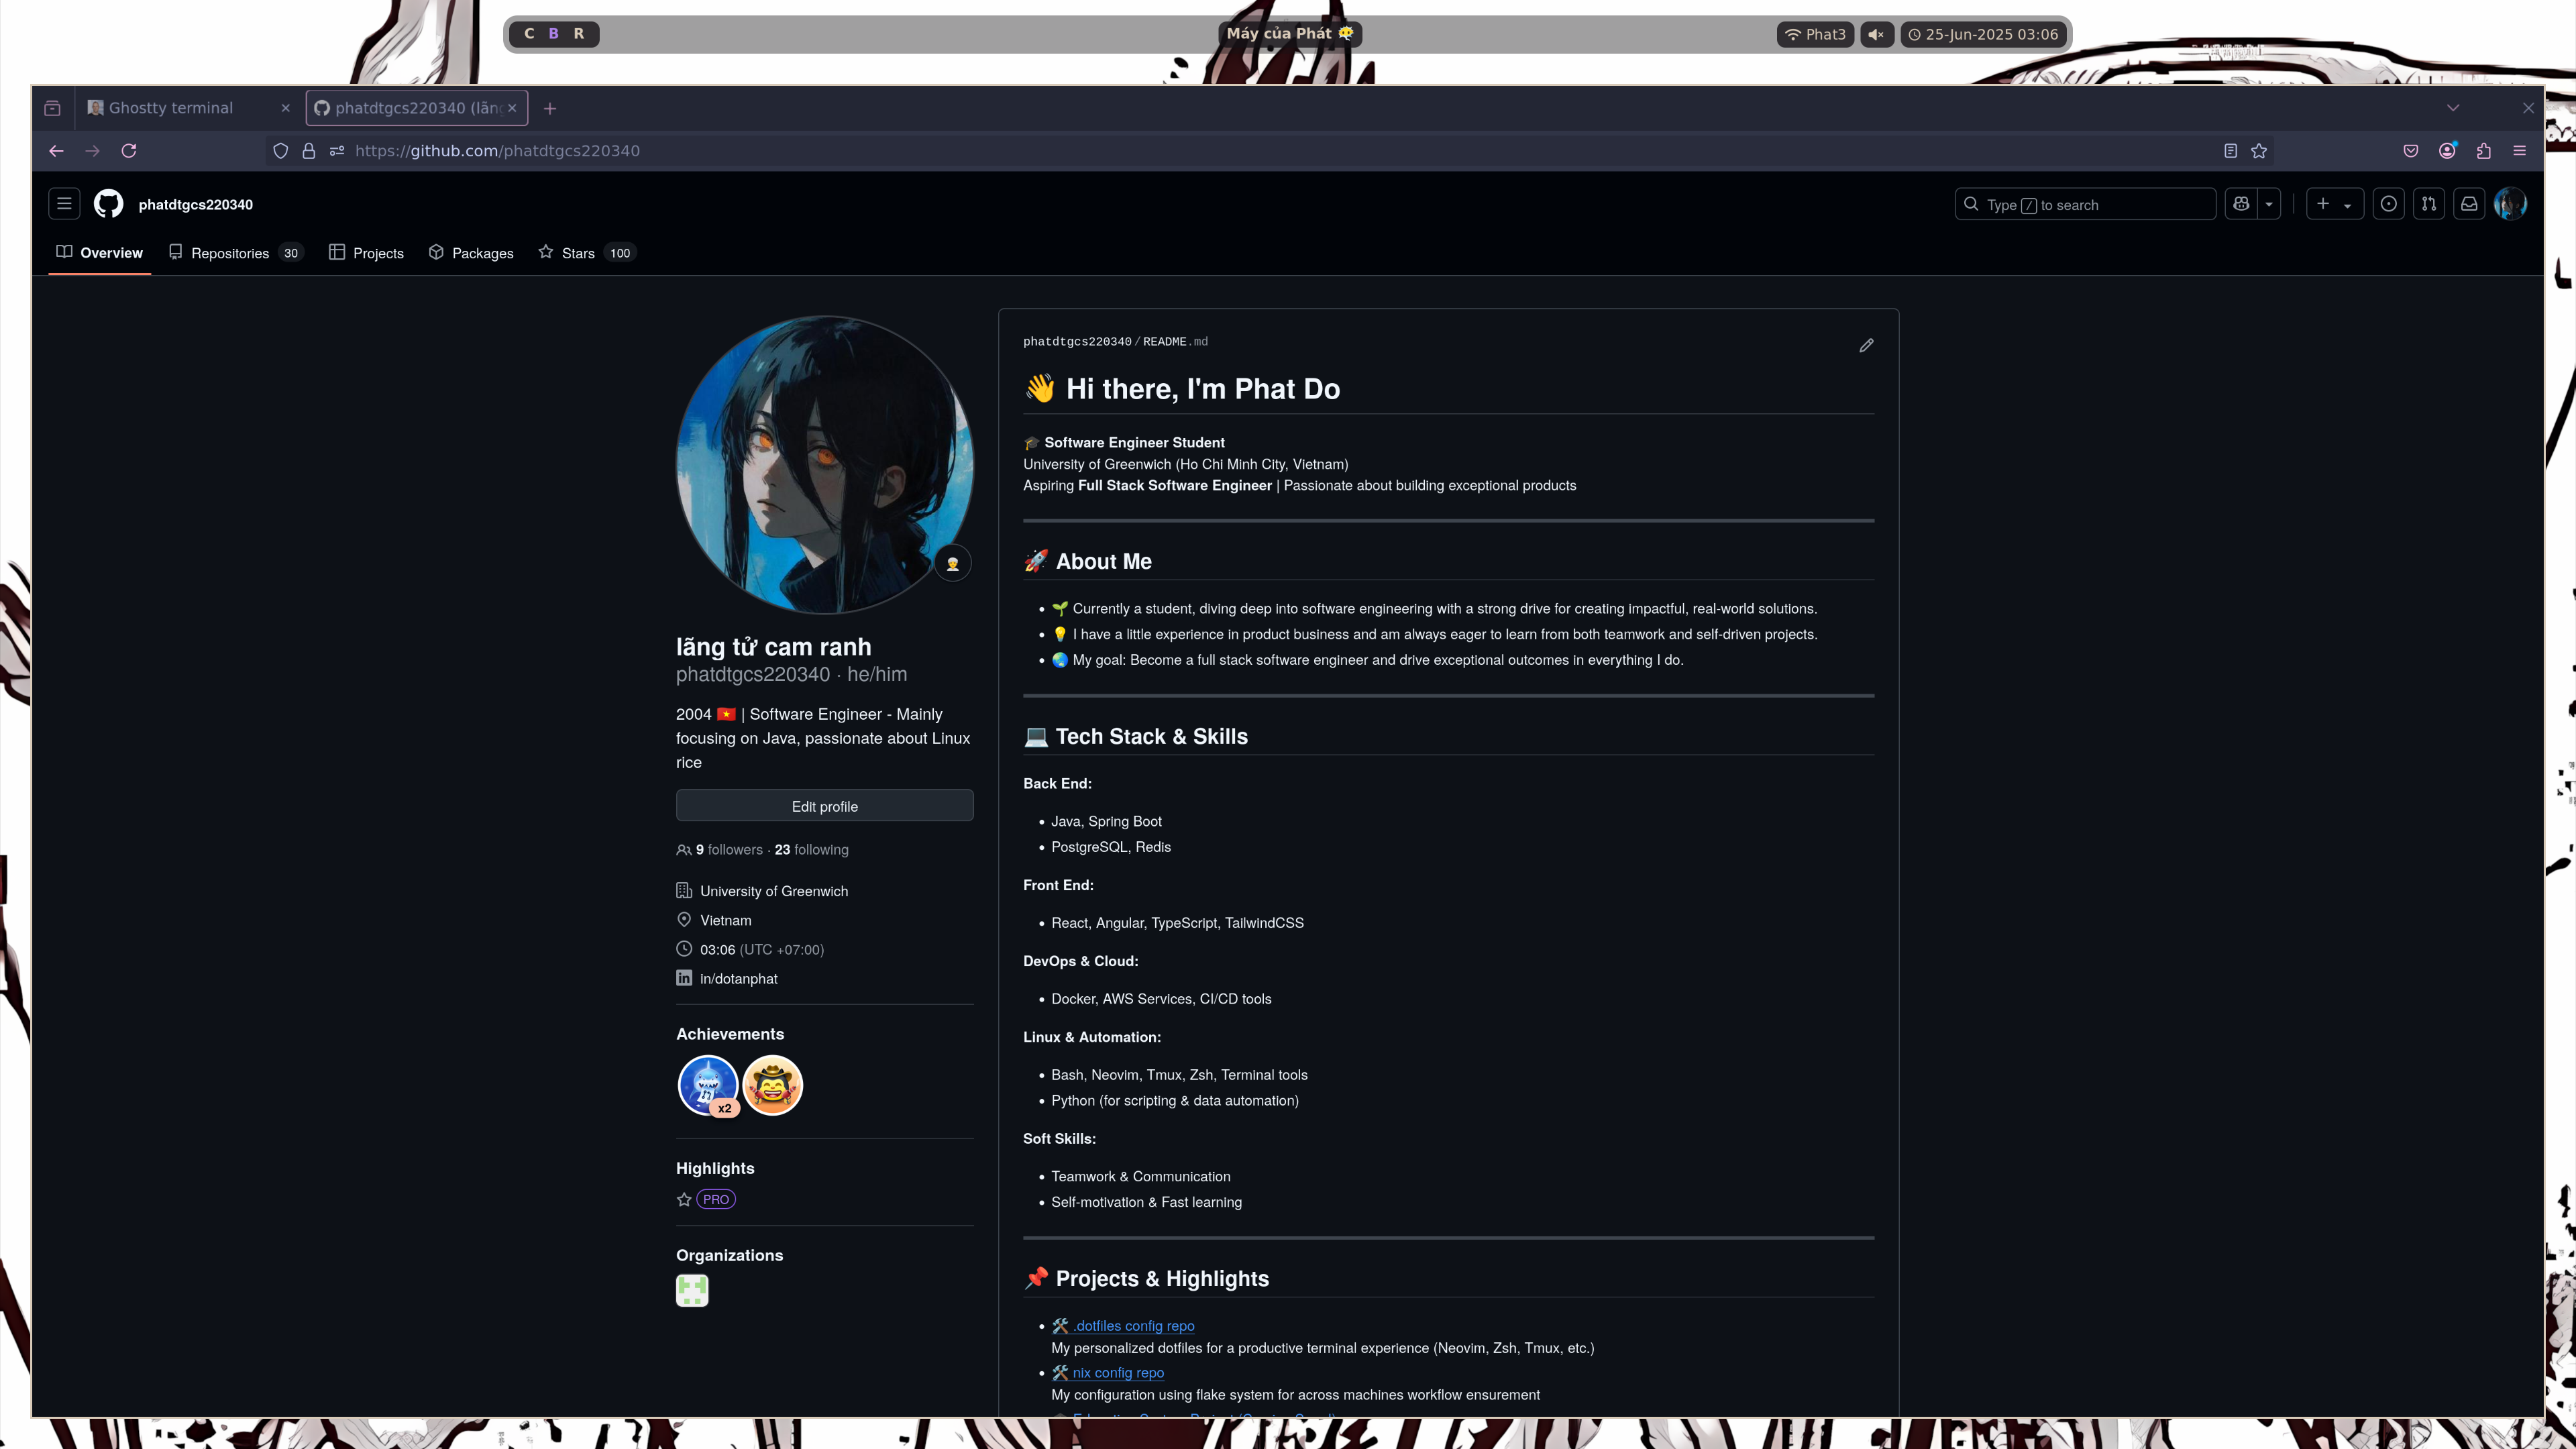 C B R
Máy của Phát
Phat3
25-Jun-2025 03:06
Ghostty terminal
phatdtgcs220340 (lãng
https://github.com/phatdtgcs220340
phatdtgcs220340
Type / to search
Overview
Repositories 30
Projects
Packages
Stars 100
lãng tử cam ranh
phatdtgcs220340 · he/him
2004 🇻🇳 | Software Engineer - Mainly
focusing on Java, passionate about Linux
rice
Edit profile
9 followers · 23 following
University of Greenwich
Vietnam
03:06 (UTC +07:00)
in/dotanphat
Achievements
x2
Highlights
PRO
Organizations
phatdtgcs220340 / README.md
👋 Hi there, I'm Phat Do
🎓 Software Engineer Student
University of Greenwich (Ho Chi Minh City, Vietnam)
Aspiring Full Stack Software Engineer | Passionate about building exceptional products
🚀 About Me
• 🌱 Currently a student, diving deep into software engineering with a strong drive for creating impactful, real-world solutions.
• 💡 I have a little experience in product business and am always eager to learn from both teamwork and self-driven projects.
• 🌏 My goal: Become a full stack software engineer and drive exceptional outcomes in everything I do.
💻 Tech Stack & Skills
Back End:
• Java, Spring Boot
• PostgreSQL, Redis
Front End:
• React, Angular, TypeScript, TailwindCSS
DevOps & Cloud:
• Docker, AWS Services, CI/CD tools
Linux & Automation:
• Bash, Neovim, Tmux, Zsh, Terminal tools
• Python (for scripting & data automation)
Soft Skills:
• Teamwork & Communication
• Self-motivation & Fast learning
📌 Projects & Highlights
• 🛠️ .dotfiles config repo
My personalized dotfiles for a productive terminal experience (Neovim, Zsh, Tmux, etc.)
• 🛠️ nix config repo
My configuration using flake system for across machines workflow ensurement